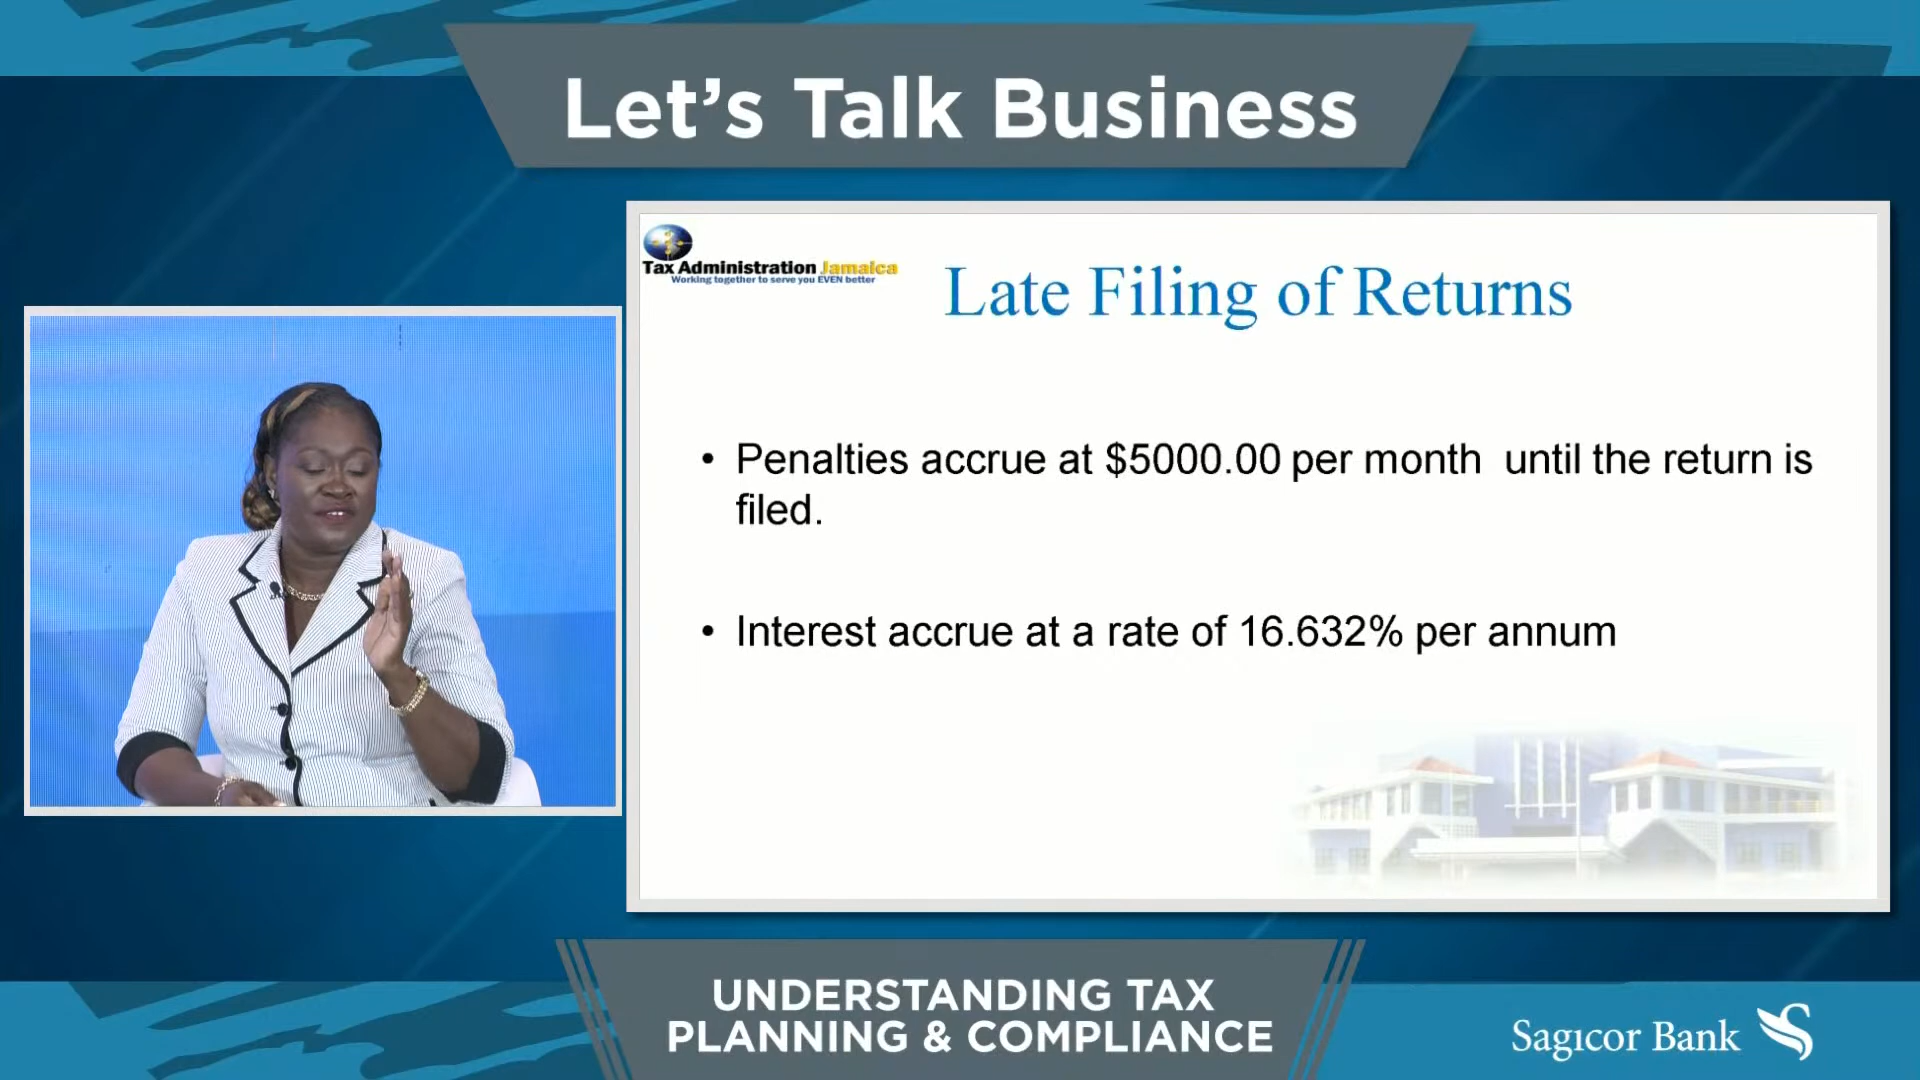 Let's Talk Business
Tax Administration Jamaica
Working together to serve you EVEN better
Late Filing of Returns
• Penalties accrue at $5000.00 per month  until the return is
filed.
• Interest accrue at a rate of 16.632% per annum
UNDERSTANDING TAX
PLANNING & COMPLIANCE
Sagicor Bank